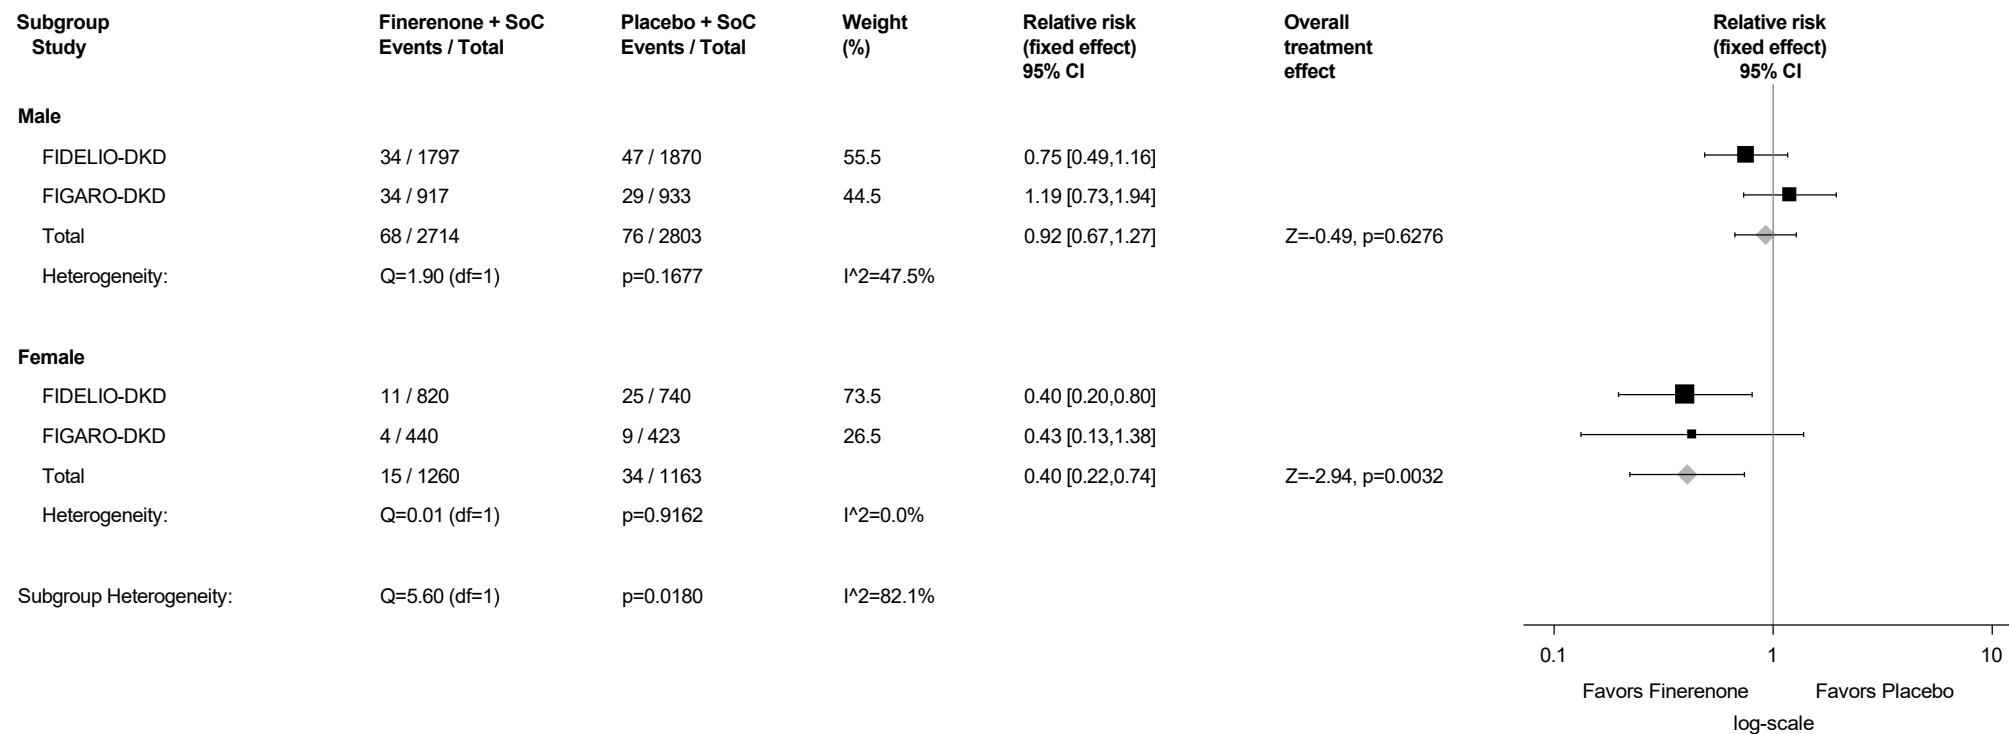 Subgroup Finerenone + SoC Placebo + SoC Weight Relative risk Overall Relative risk
Study Events / Total Events / Total (%) (fixed effect) treatment (fixed effect)
95% CI effect 95% CI
Male
FIDELIO-DKD 34 / 1797 47 / 1870 55.5 0.75 [0.49,1.16]
FIGARO-DKD 34 / 917 29 / 933 44.5 1.19 [0.73,1.94]
Total 68 / 2714 76 / 2803 0.92 [0.67,1.27] Z=-0.49, p=0.6276
Heterogeneity: Q=1.90 (df=1) p=0.1677 I^2=47.5%
Female
FIDELIO-DKD 11 / 820 25 / 740 73.5 0.40 [0.20,0.80]
FIGARO-DKD 4 / 440 9 / 423 26.5 0.43 [0.13,1.38]
Total 15 / 1260 34 / 1163 0.40 [0.22,0.74] Z=-2.94, p=0.0032
Heterogeneity: Q=0.01 (df=1) p=0.9162 I^2=0.0%
Subgroup Heterogeneity: Q=5.60 (df=1) p=0.0180 I^2=82.1%
0.1 1 10
Favors Finerenone Favors Placebo
log-scale